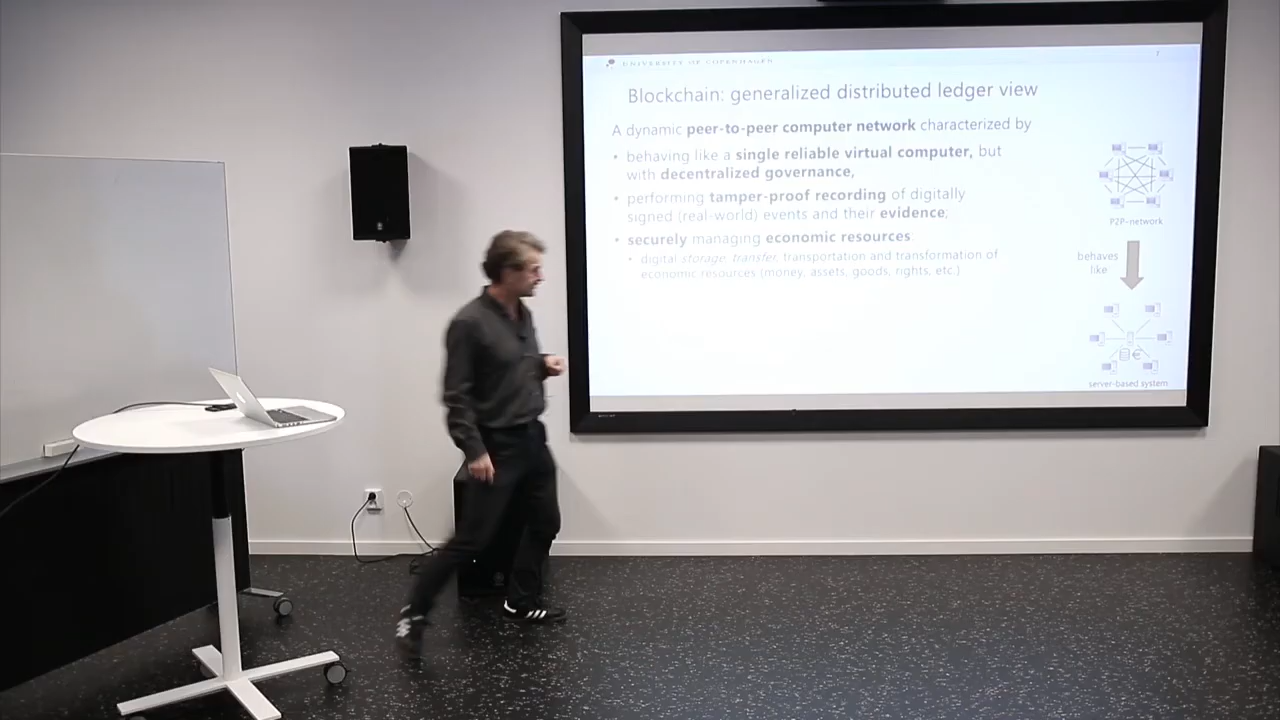 UNIVERSITY OF COPENHAGEN
Blockchain: generalized distributed ledger view
A dynamic peer-to-peer computer network characterized by
• behaving like a single reliable virtual computer, but
with decentralized governance,
• performing tamper-proof recording of digitally
signed (real-world) events and their evidence;
• securely managing economic resources:
• digital storage, transfer, transportation and transformation of
economic resources (money, assets, goods, rights, etc.)
P2P-network
behaves
like
server-based system